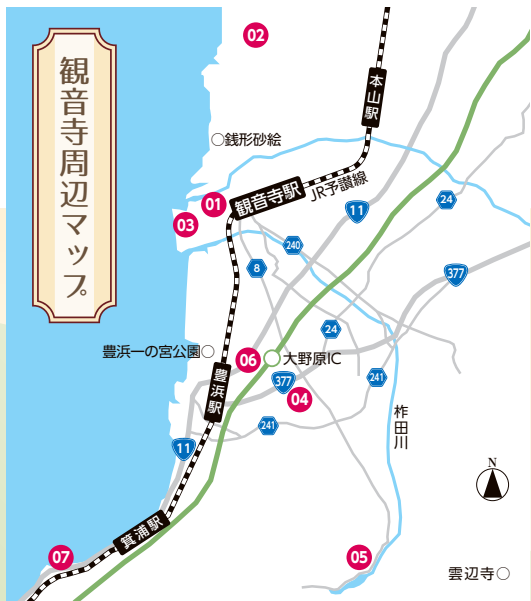 観音寺周辺マップ
02
本山駅
○銭形砂絵
JR予讃線
観音寺駅
01
03
11
24
240
8
377
豊浜一の宮公園○
06
大野原IC
24
377
04
241
豊浜駅
241
11
柞田川
N
箕浦駅
07
05
雲辺寺○